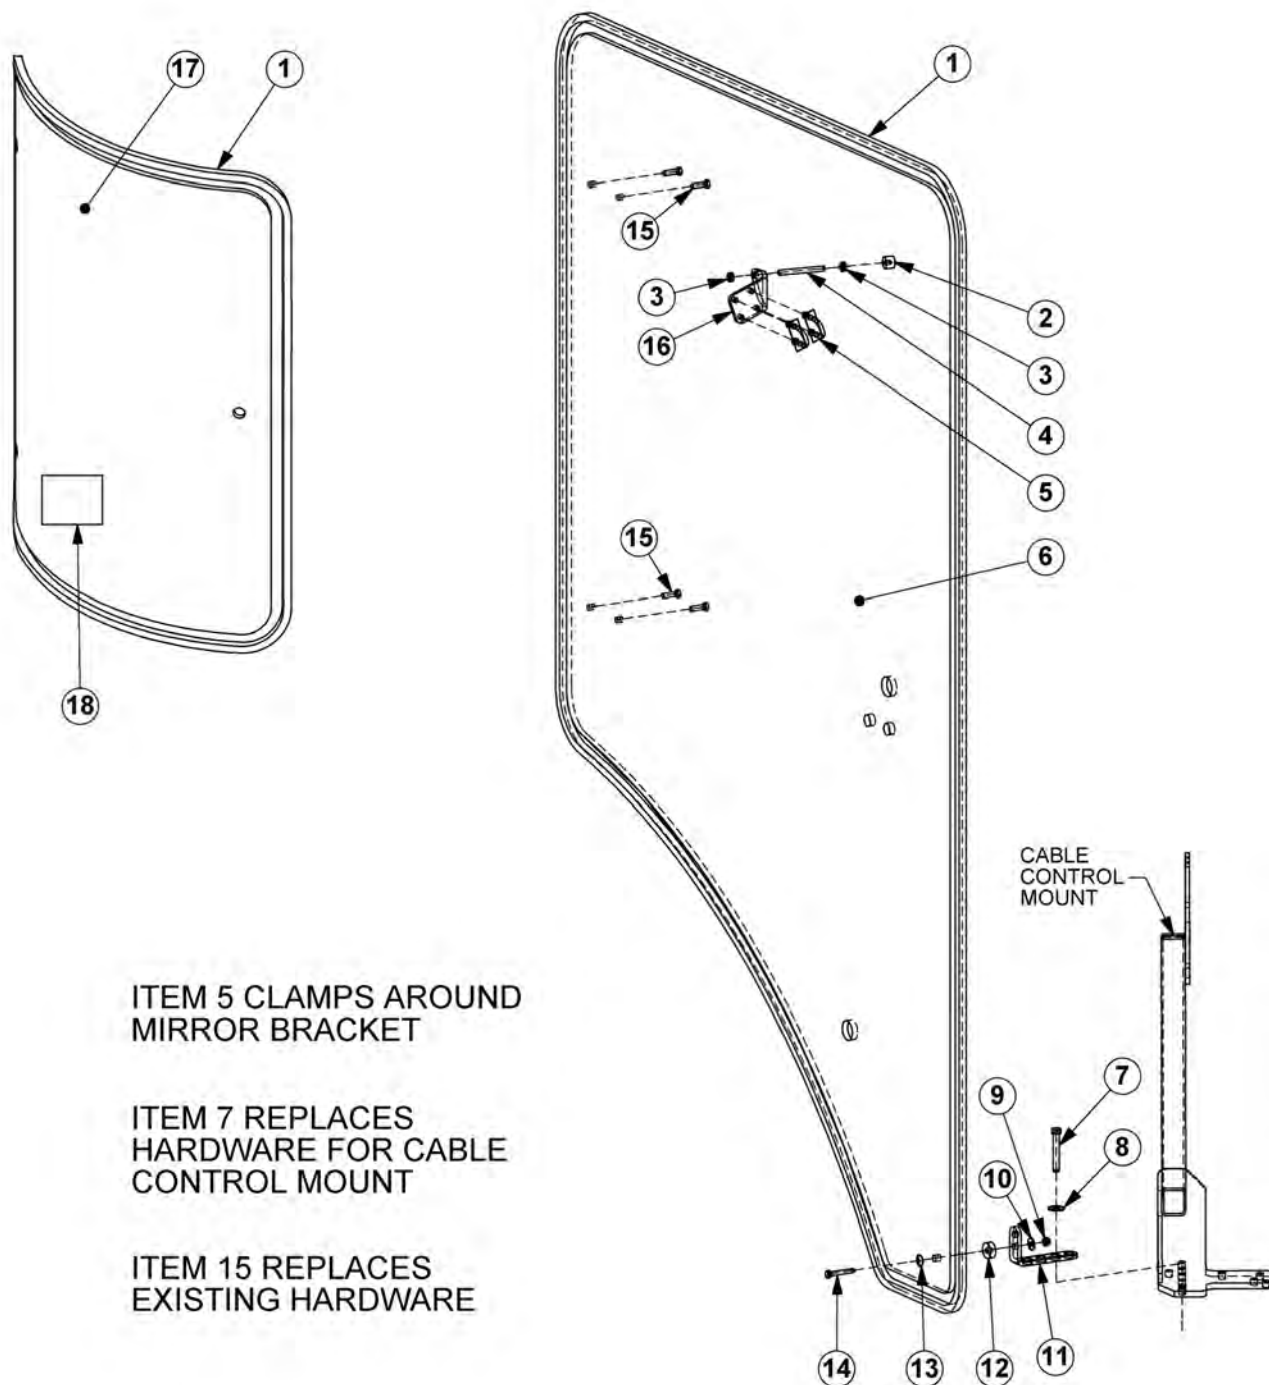 17
1
1
15
3
2
16
3
4
5
15
6
18
CABLE
CONTROL
MOUNT
ITEM 5 CLAMPS AROUND
MIRROR BRACKET
7
9
8
ITEM 7 REPLACES
HARDWARE FOR CABLE
CONTROL MOUNT
10
ITEM 15 REPLACES
EXISTING HARDWARE
14
13
12
11